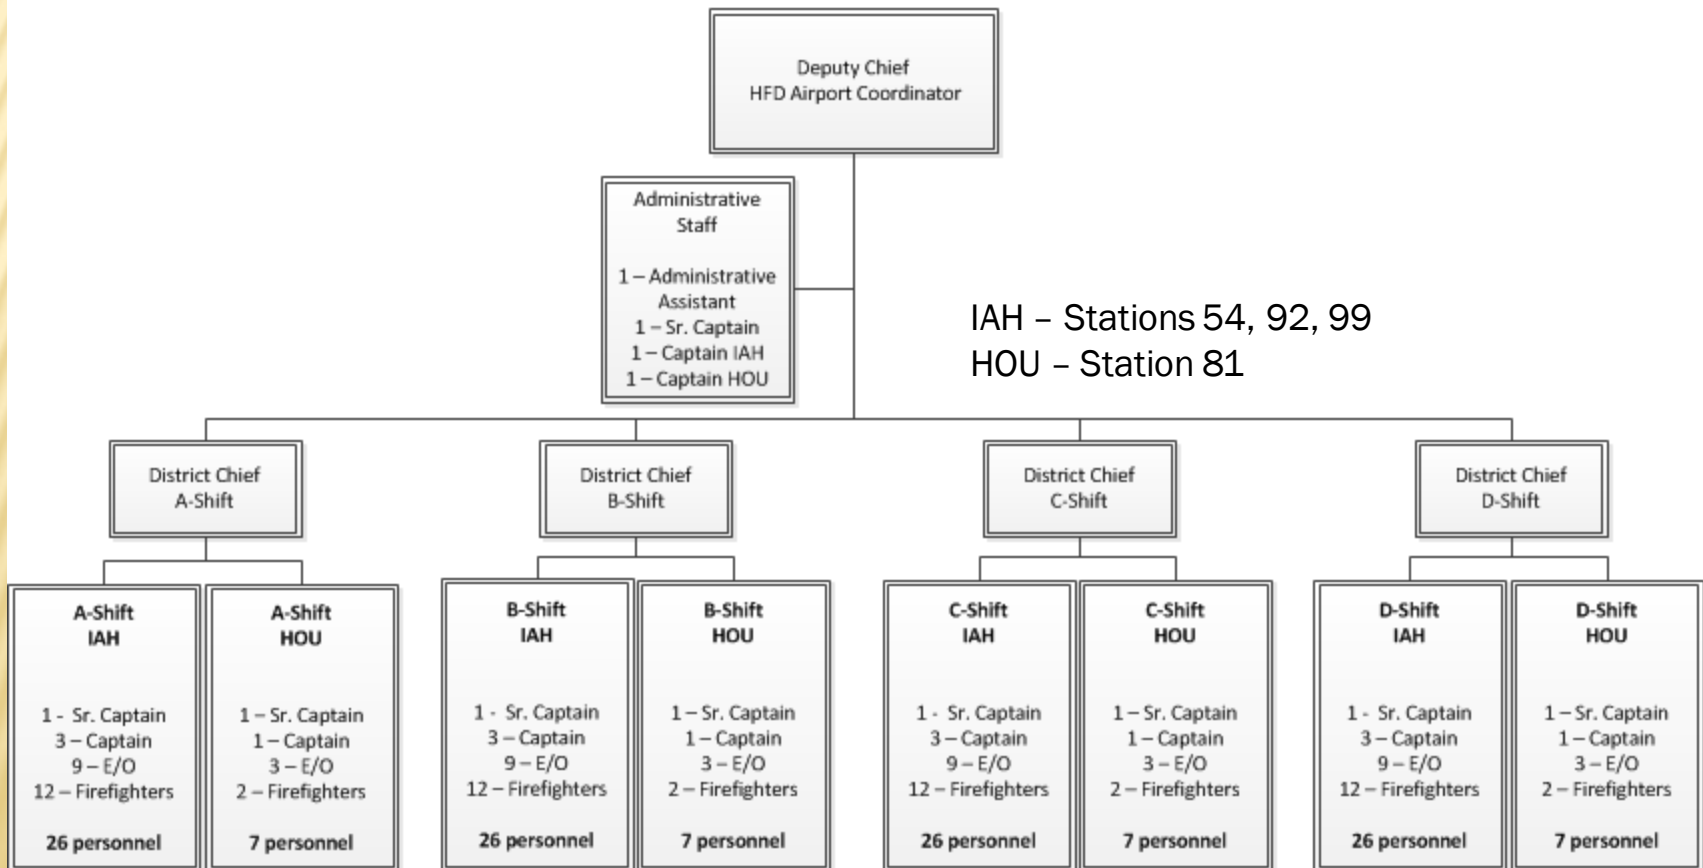 Deputy Chief
HFD Airport Coordinator
Administrative
Staff
1 – Administrative
Assistant
1 – Sr. Captain
1 – Captain IAH
1 – Captain HOU
IAH – Stations 54, 92, 99
HOU – Station 81
District Chief
A-Shift
District Chief
B-Shift
District Chief
C-Shift
District Chief
D-Shift
A-Shift
IAH
1 - Sr. Captain
3 – Captain
9 – E/O
12 – Firefighters
26 personnel
A-Shift
HOU
1 – Sr. Captain
1 – Captain
3 – E/O
2 – Firefighters
7 personnel
B-Shift
IAH
1 - Sr. Captain
3 – Captain
9 – E/O
12 – Firefighters
26 personnel
B-Shift
HOU
1 – Sr. Captain
1 – Captain
3 – E/O
2 – Firefighters
7 personnel
C-Shift
IAH
1 - Sr. Captain
3 – Captain
9 – E/O
12 – Firefighters
26 personnel
C-Shift
HOU
1 – Sr. Captain
1 – Captain
3 – E/O
2 – Firefighters
7 personnel
D-Shift
IAH
1 - Sr. Captain
3 – Captain
9 – E/O
12 – Firefighters
26 personnel
D-Shift
HOU
1 – Sr. Captain
1 – Captain
3 – E/O
2 – Firefighters
7 personnel